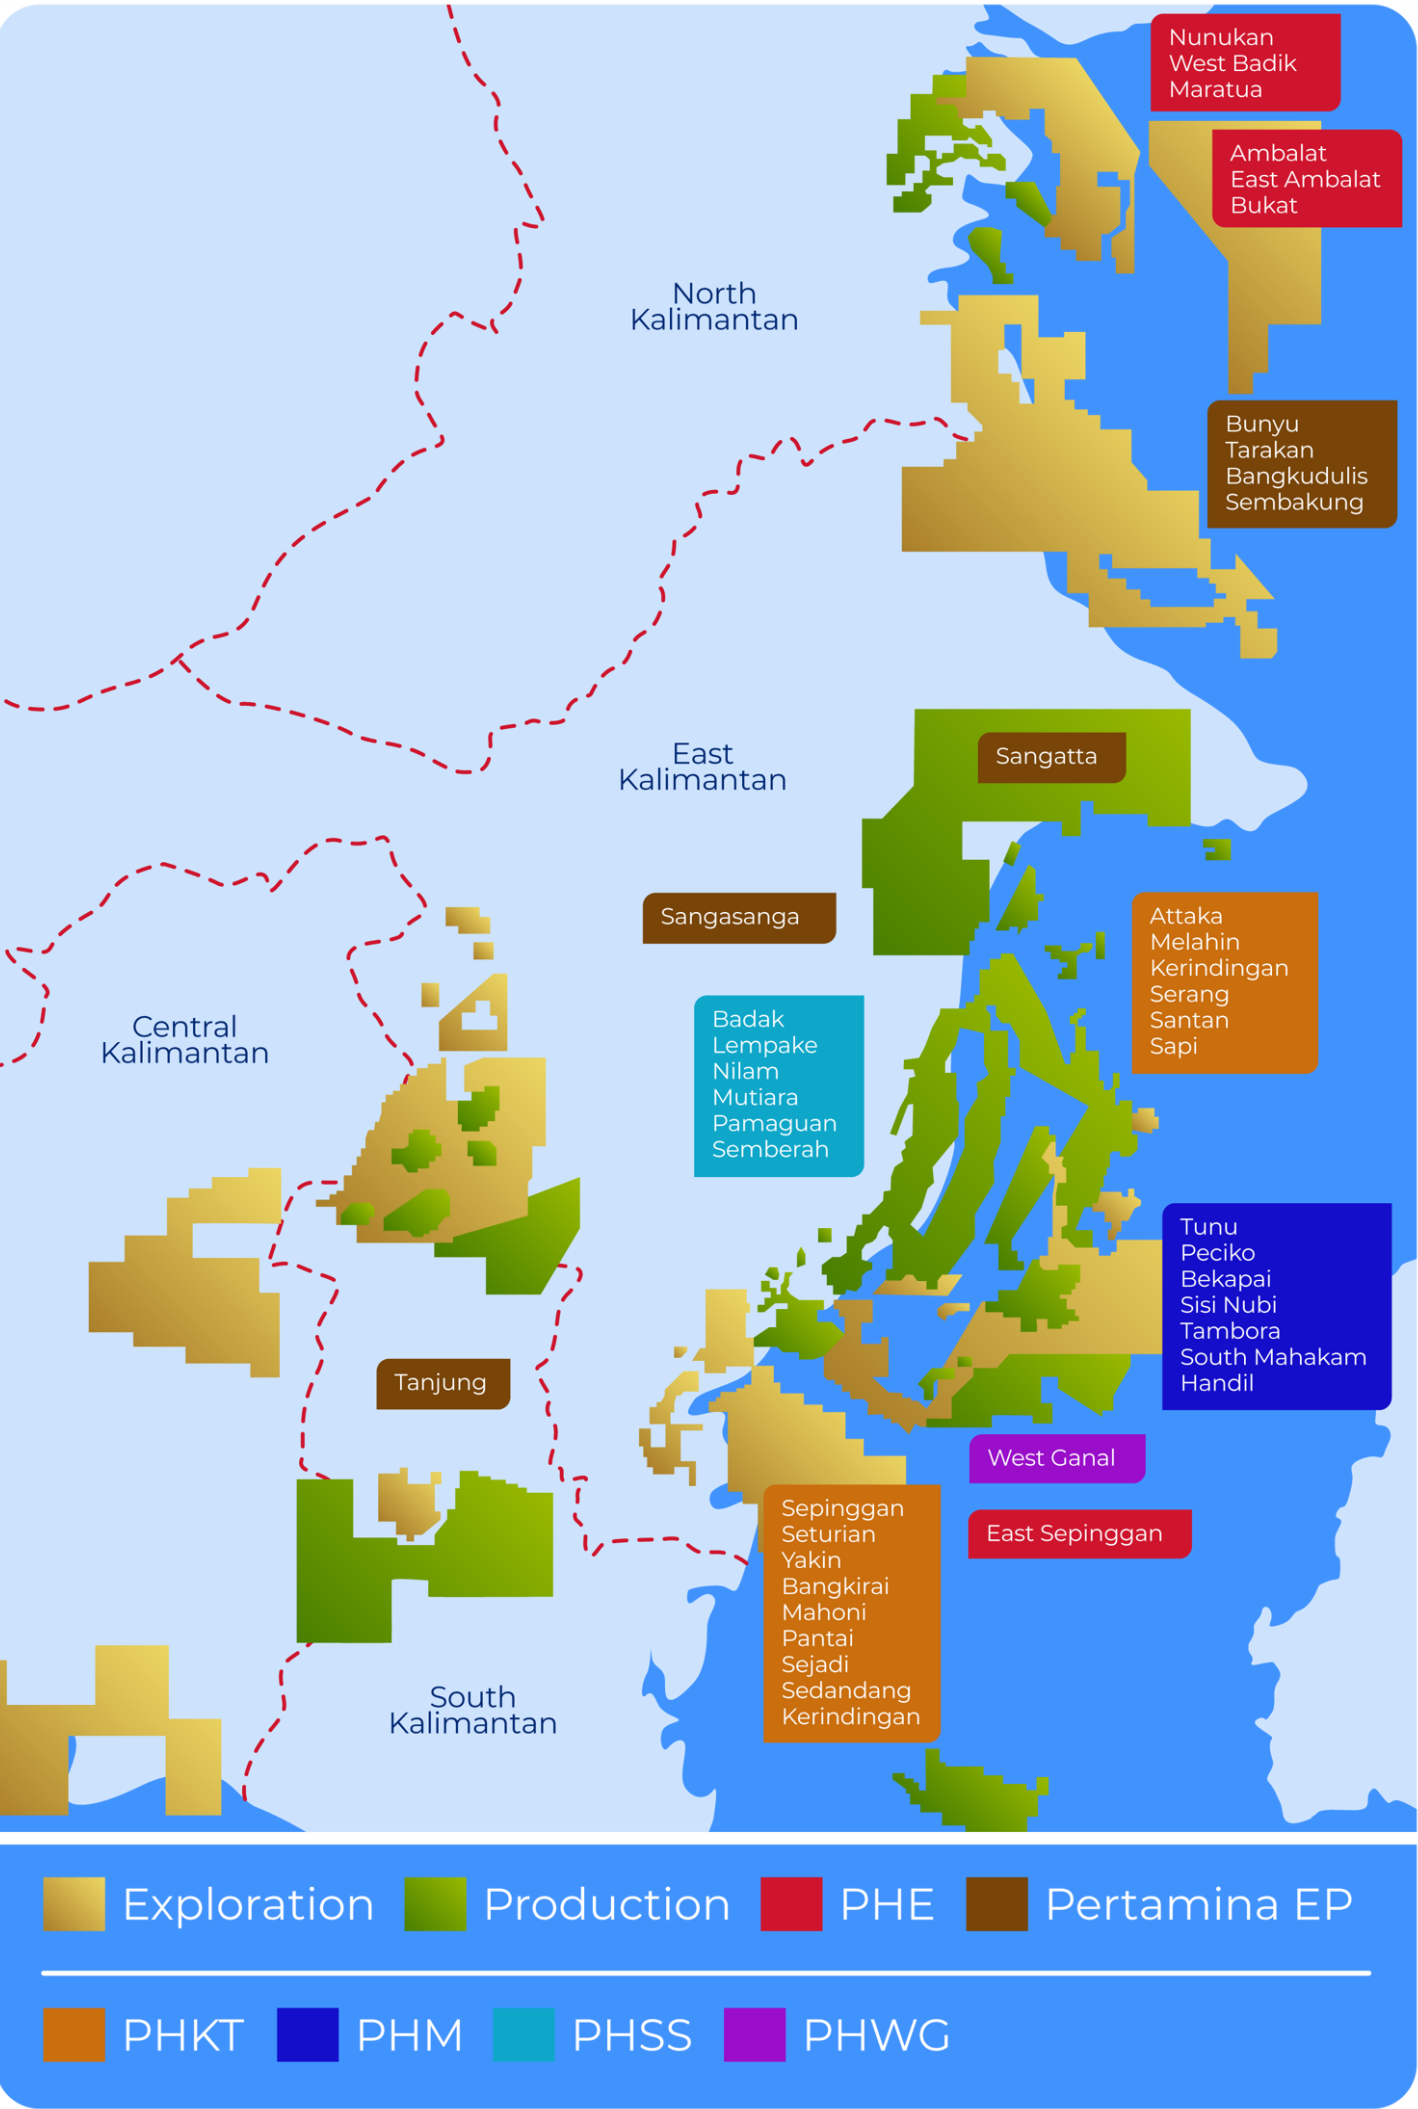 Nunukan
West Badik
Maratua
Ambalat
East Ambalat
Bukat
North
Kalimantan
Bunyu
Tarakan
Bangkudulis
Sembakung
East
Kalimantan
Sangatta
Sangasanga
Attaka
Melahin
Kerindingan
Serang
Santan
Sapi
Central
Kalimantan
Badak
Lempake
Nilam
Mutiara
Pamaguan
Semberah
Tunu
Peciko
Bekapai
Sisi Nubi
Tambora
South Mahakam
Handil
Tanjung
West Ganal
East Sepinggan
Sepinggan
Seturian
Yakin
Bangkirai
Mahoni
Pantai
Sejadi
Sedandang
Kerindingan
South
Kalimantan
Exploration
Production
PHE
Pertamina EP
PHKT
PHM
PHSS
PHWG